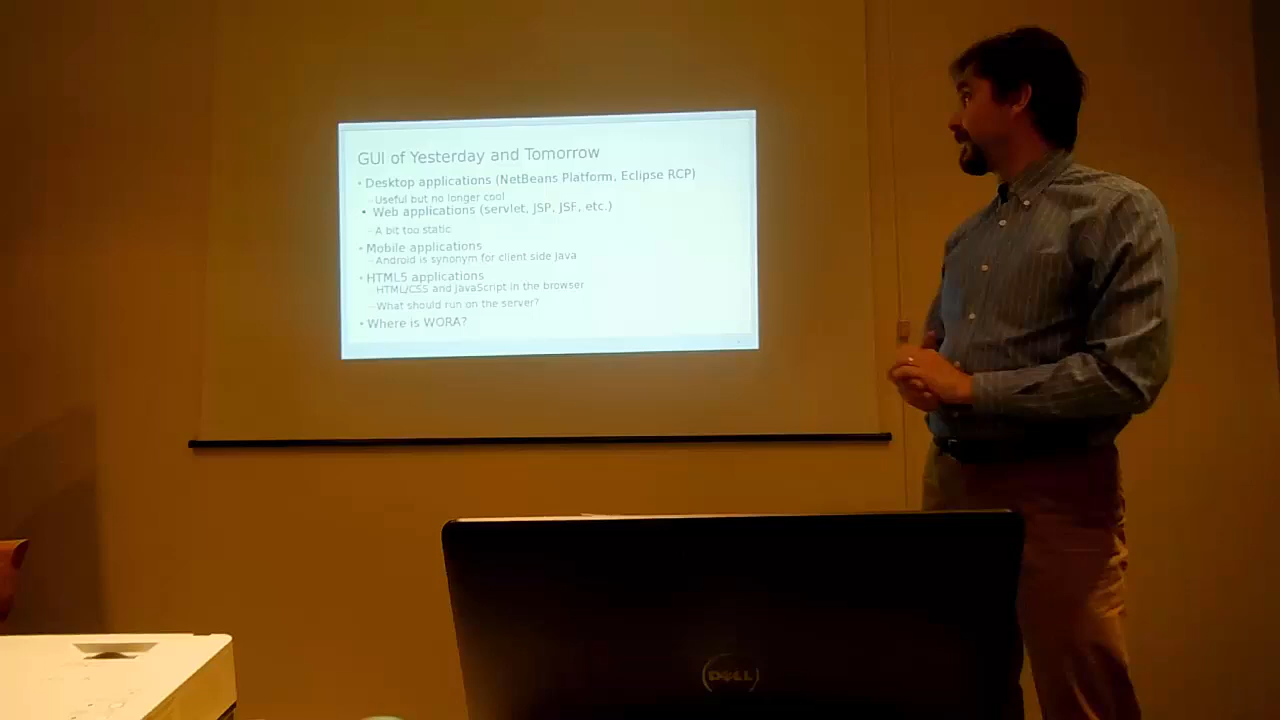 GUI of Yesterday and Tomorrow
• Desktop applications (NetBeans Platform, Eclipse RCP)
– Useful but no longer cool
• Web applications (servlet, JSP, JSF, etc.)
– A bit too static
• Mobile applications
– Android is synonym for client side Java
• HTML5 applications
– HTML/CSS and JavaScript in the browser
– What should run on the server?
• Where is WORA?
DELL